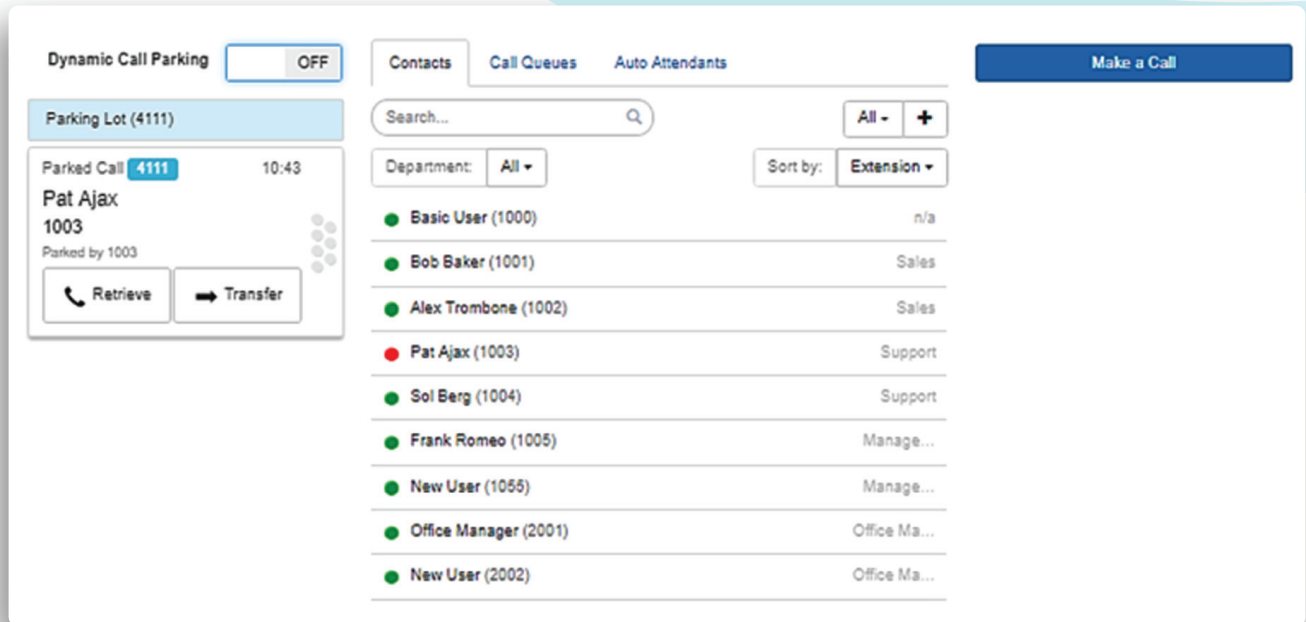 Dynamic Call Parking OFF
Parking Lot (4111)
Parked Call 4111 10:43
Pat Ajax
1003
Parked by 1003
Retrieve Transfer
Contacts Call Queues Auto Attendants
Search... All +
Department: All Sort by: Extension
Basic User (1000) n/a
Bob Baker (1001) Sales
Alex Trombone (1002) Sales
Pat Ajax (1003) Support
Sol Berg (1004) Support
Frank Romeo (1005) Manage...
New User (1055) Manage...
Office Manager (2001) Office Ma...
New User (2002) Office Ma...
Make a Call